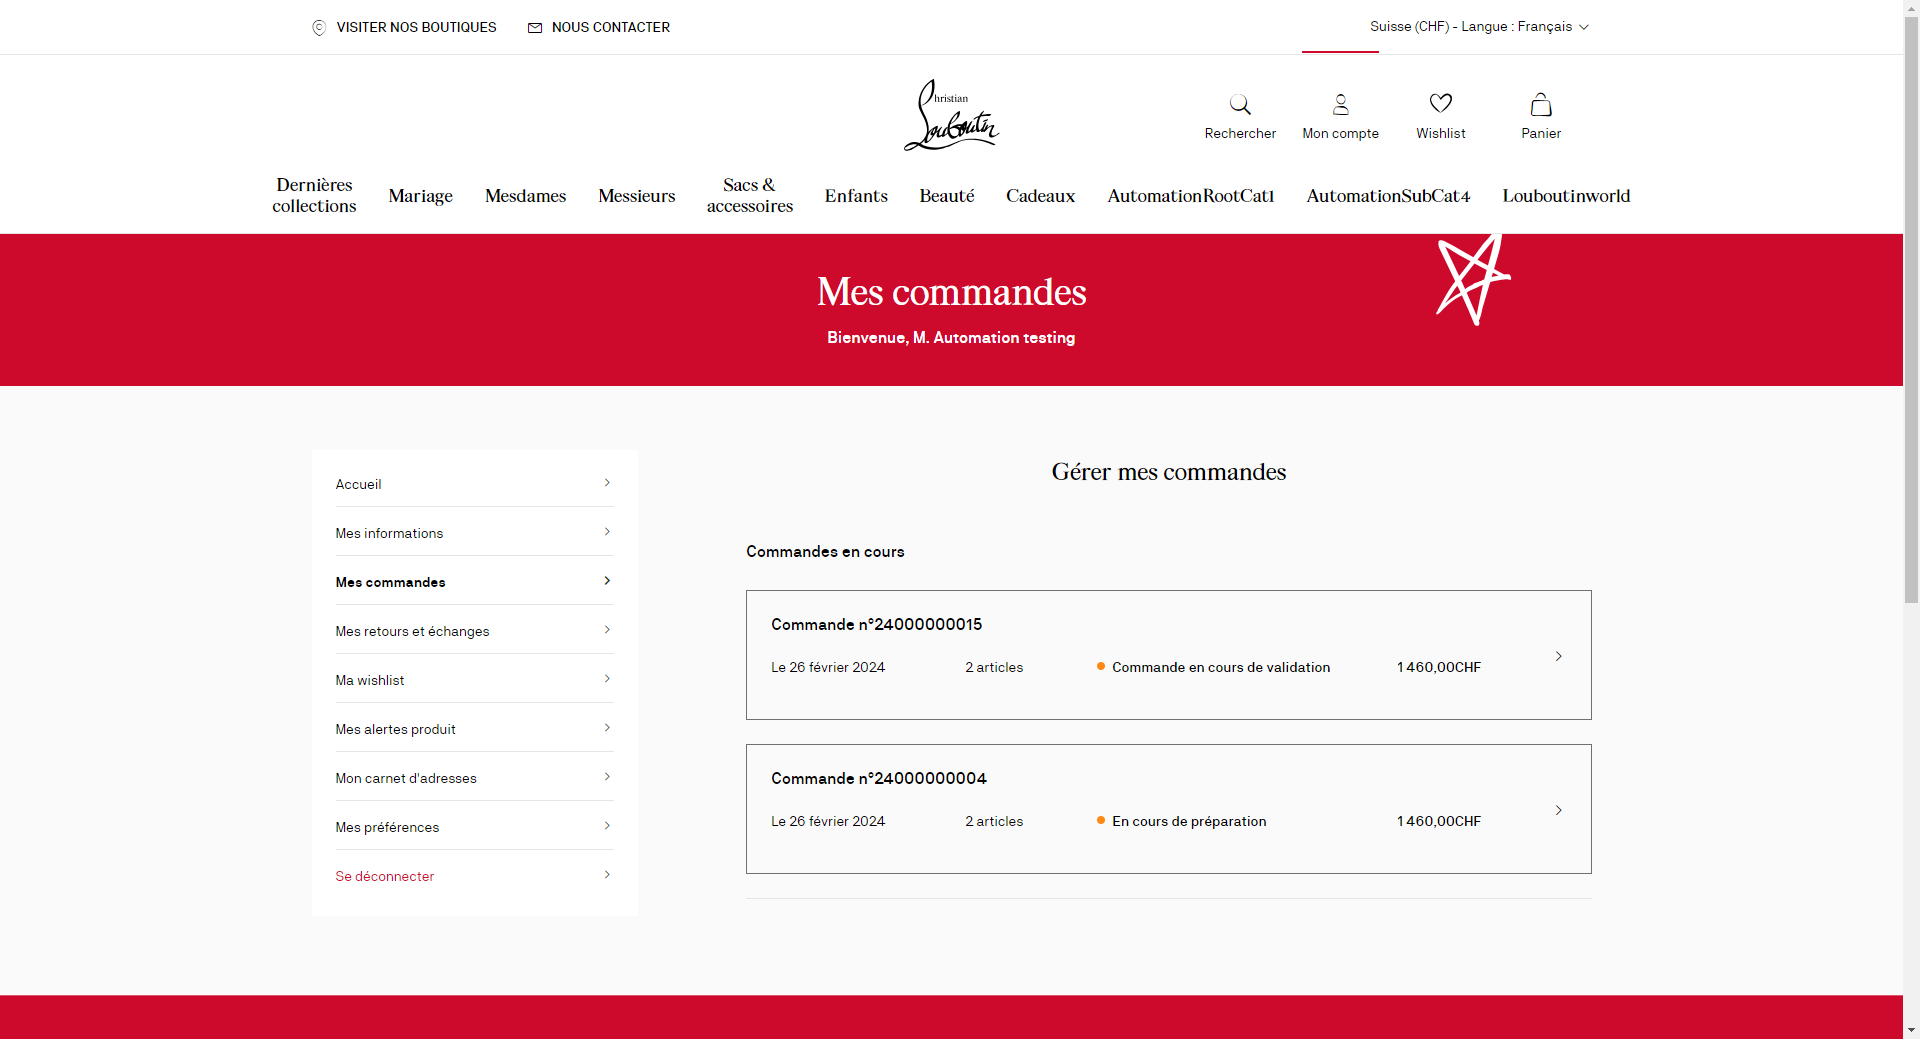 VISITER NOS BOUTIQUES
NOUS CONTACTER
Suisse (CHF) - Langue : Français
Christian
Louboutin
Rechercher
Mon compte
Wishlist
Panier
Dernières
collections
Mariage
Mesdames
Messieurs
Sacs &
accessoires
Enfants
Beauté
Cadeaux
AutomationRootCat1
AutomationSubCat4
Louboutinworld
Mes commandes
Bienvenue, M. Automation testing
Accueil
Mes informations
Mes commandes
Mes retours et échanges
Ma wishlist
Mes alertes produit
Mon carnet d'adresses
Mes préférences
Se déconnecter
Gérer mes commandes
Commandes en cours
Commande n°24000000015
Le 26 février 2024 2 articles Commande en cours de validation 1 460,00CHF
Commande n°24000000004
Le 26 février 2024 2 articles En cours de préparation 1 460,00CHF